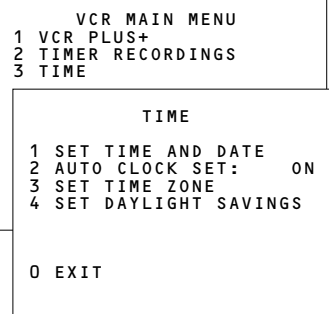 VCR MAIN MENU
1 VCR PLUS+
2 TIMER RECORDINGS
3 TIME
TIME
1 SET TIME AND DATE
2 AUTO CLOCK SET: ON
3 SET TIME ZONE
4 SET DAYLIGHT SAVINGS
0 EXIT